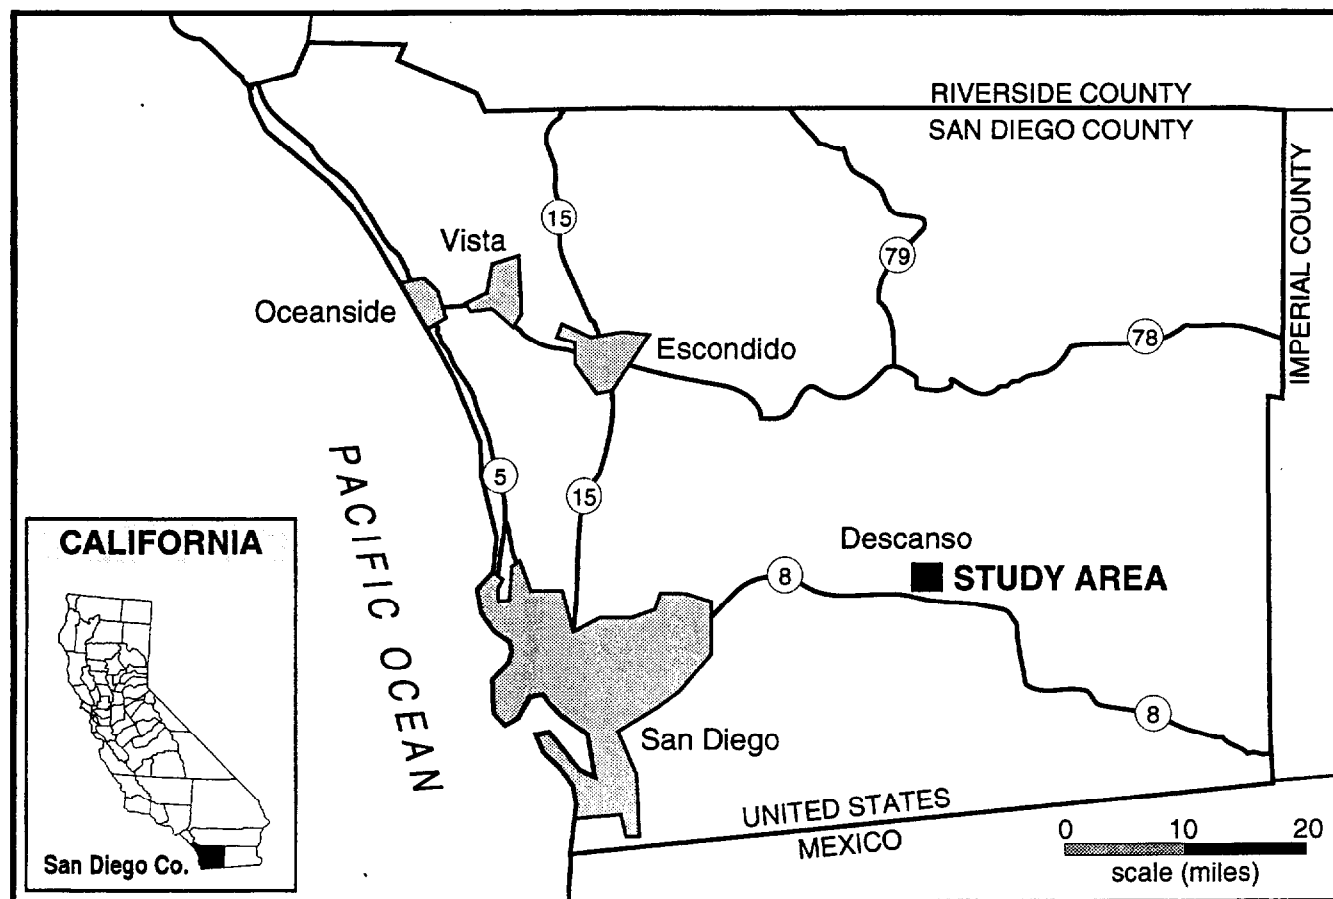 RIVERSIDE COUNTY
SAN DIEGO COUNTY
IMPERIAL COUNTY
15
79
Vista
Oceanside
Escondido
78
PACIFIC OCEAN
5
15
Descanso
STUDY AREA
8
8
San Diego
UNITED STATES
MEXICO
0 10 20
scale (miles)
CALIFORNIA
San Diego Co.